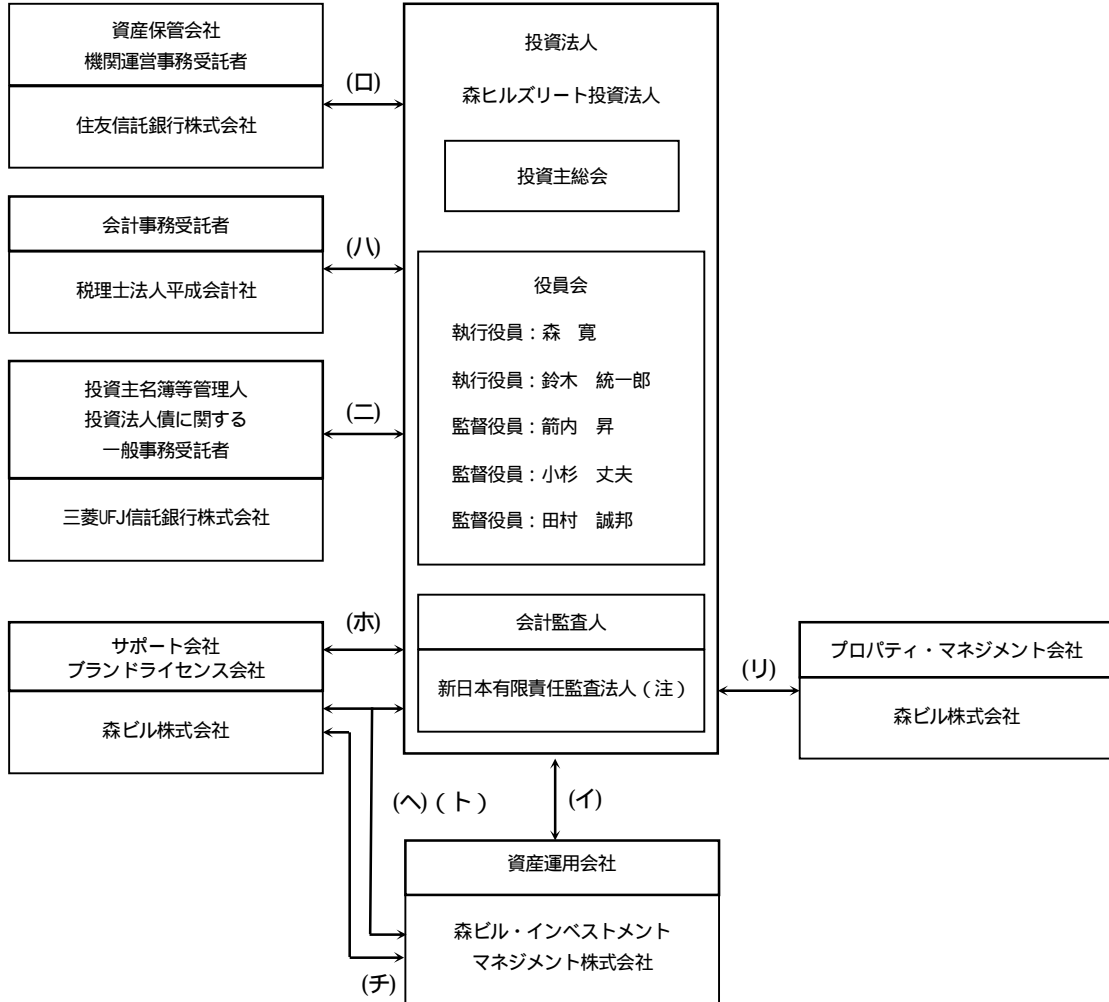 資産保管会社
機関運営事務受託者
住友信託銀行株式会社
(ロ)
会計事務受託者
税理士法人平成会計社
(ハ)
投資主名簿等管理人
投資法人債に関する
一般事務受託者
三菱UFJ信託銀行株式会社
(ニ)
サポート会社
ブランドライセンス会社
森ビル株式会社
(ホ)
投資法人
森ヒルズリート投資法人
投資主総会
役員会
執行役員：森　寛
執行役員：鈴木　統一郎
監督役員：箭内　昇
監督役員：小杉　丈夫
監督役員：田村　誠邦
会計監査人
新日本有限責任監査法人（注）
(リ)
プロパティ・マネジメント会社
森ビル株式会社
(ヘ)（ト）
(イ)
資産運用会社
森ビル・インベストメント
マネジメント株式会社
(チ)